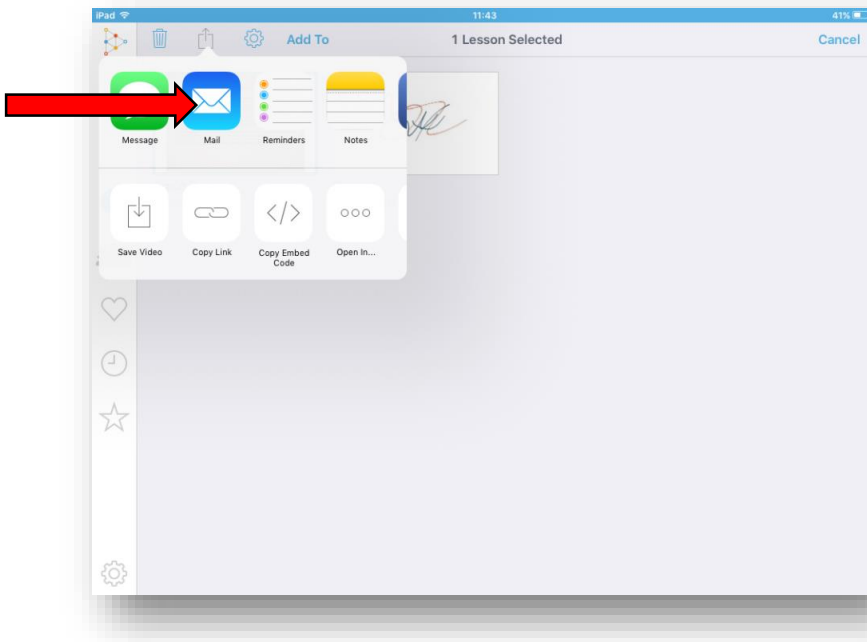 iPad 11:43 41%
Add To 1 Lesson Selected Cancel
Message Mail Reminders Notes
Save Video Copy Link Copy Embed Open In...
Code